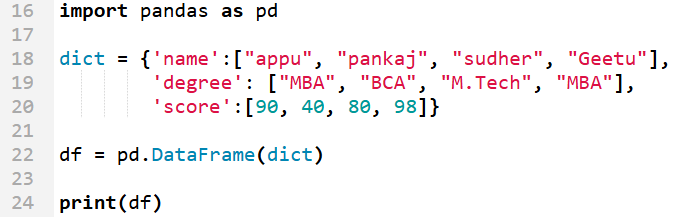 16 import pandas as pd
17
18 dict = {'name':["appu", "pankaj", "sudher", "Geetu"],
19         'degree': ["MBA", "BCA", "M.Tech", "MBA"],
20         'score':[90, 40, 80, 98]}
21
22 df = pd.DataFrame(dict)
23
24 print(df)